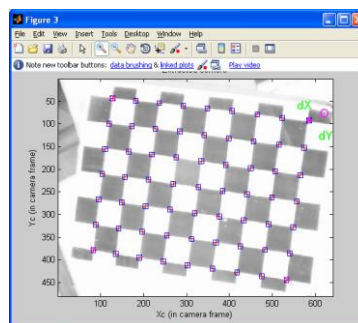 Figure 3
File Edit View Insert Tools Desktop Window Help
Note new toolbar buttons: data brushing & linked plots Play video
Extracted corners
dX
O
dY
50
100
150
200
250
300
350
400
450
100 200 300 400 500 600
Xc (in camera frame)
Yc (in camera frame)